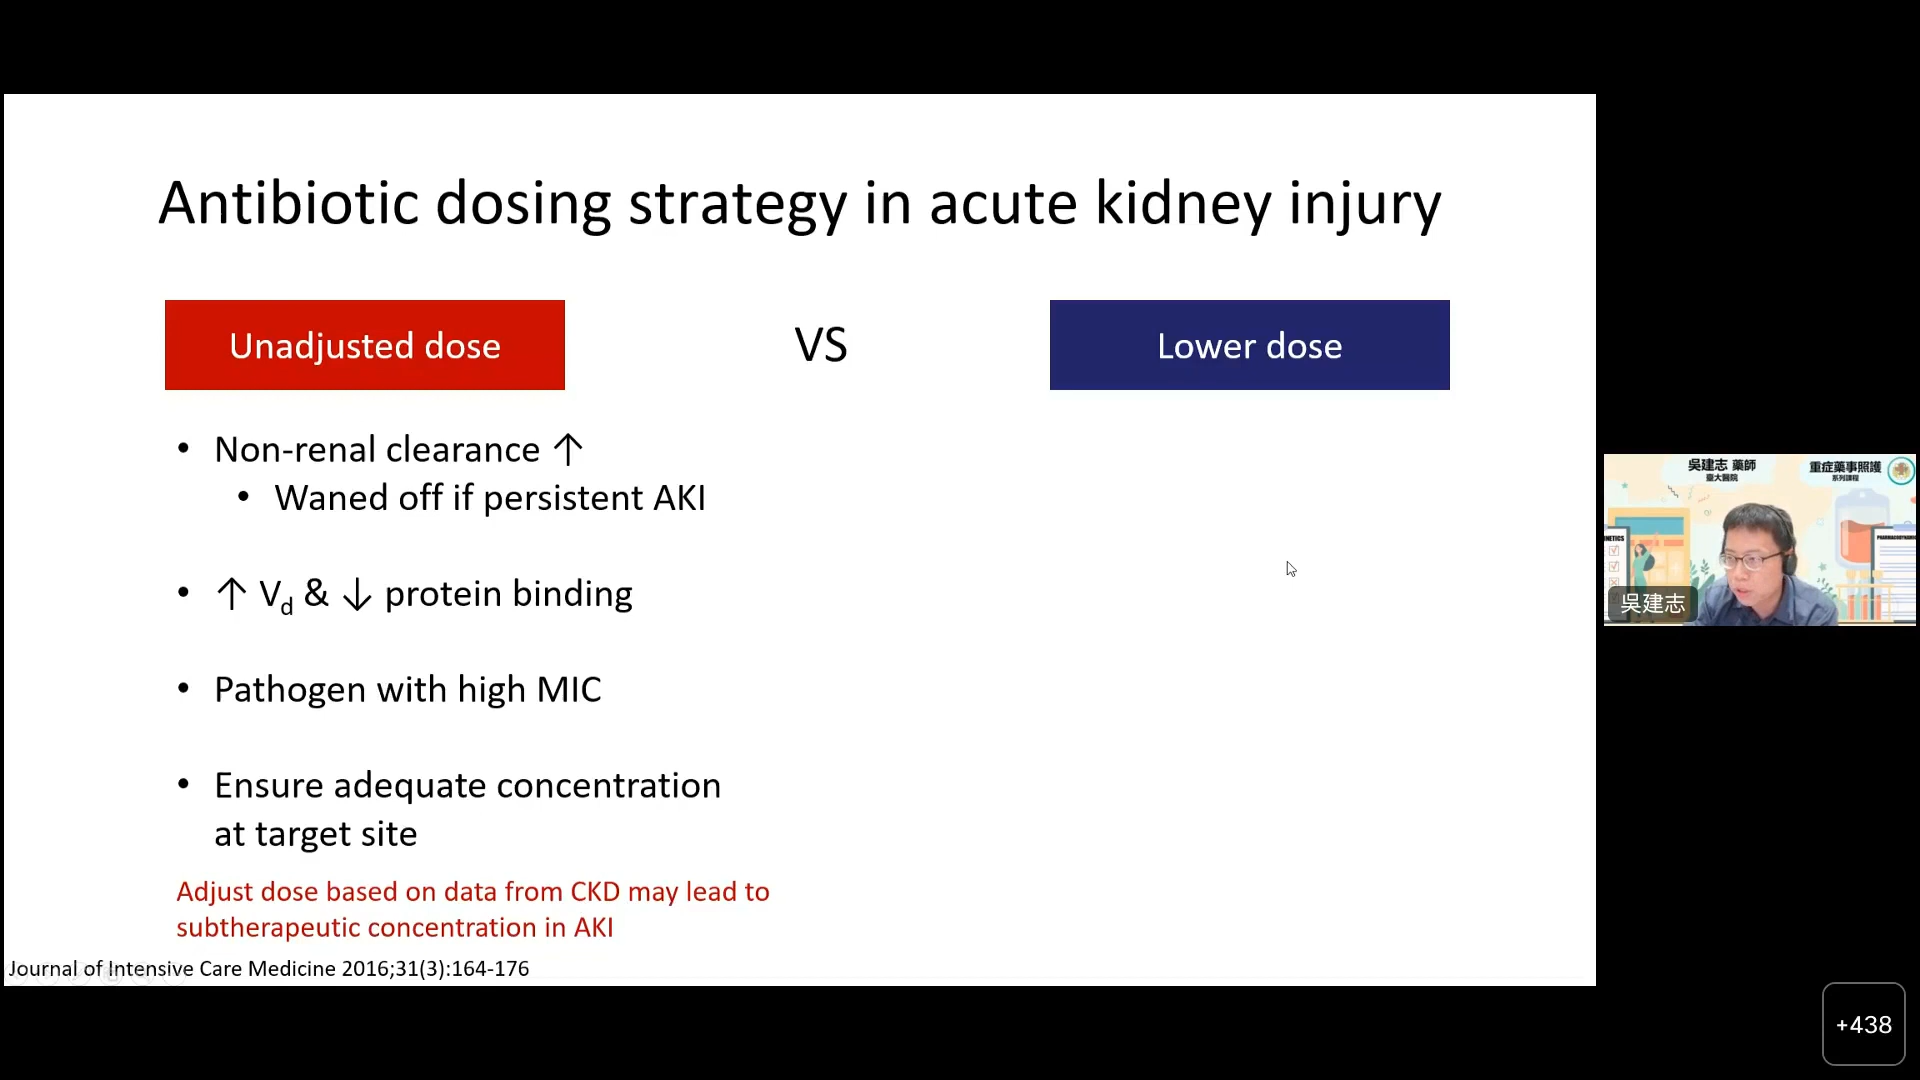 Antibiotic dosing strategy in acute kidney injury
Unadjusted dose
VS
Lower dose
• Non-renal clearance ↑
• Waned off if persistent AKI
• ↑ Vd & ↓ protein binding
• Pathogen with high MIC
• Ensure adequate concentration
at target site
Adjust dose based on data from CKD may lead to
subtherapeutic concentration in AKI
Journal of Intensive Care Medicine 2016;31(3):164-176
吳建志 藥師
臺大醫院
重症藥事照護
系列課程
吳建志
+438